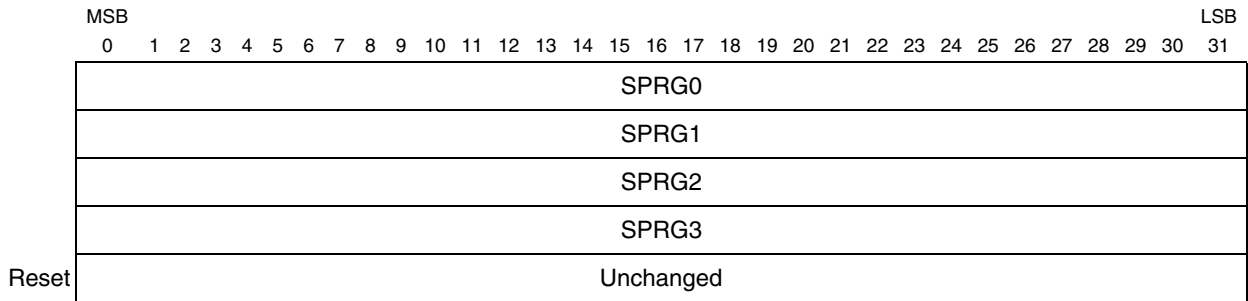 MSB LSB
0 1 2 3 4 5 6 7 8 9 10 11 12 13 14 15 16 17 18 19 20 21 22 23 24 25 26 27 28 29 30 31
SPRG0
SPRG1
SPRG2
SPRG3
Reset Unchanged